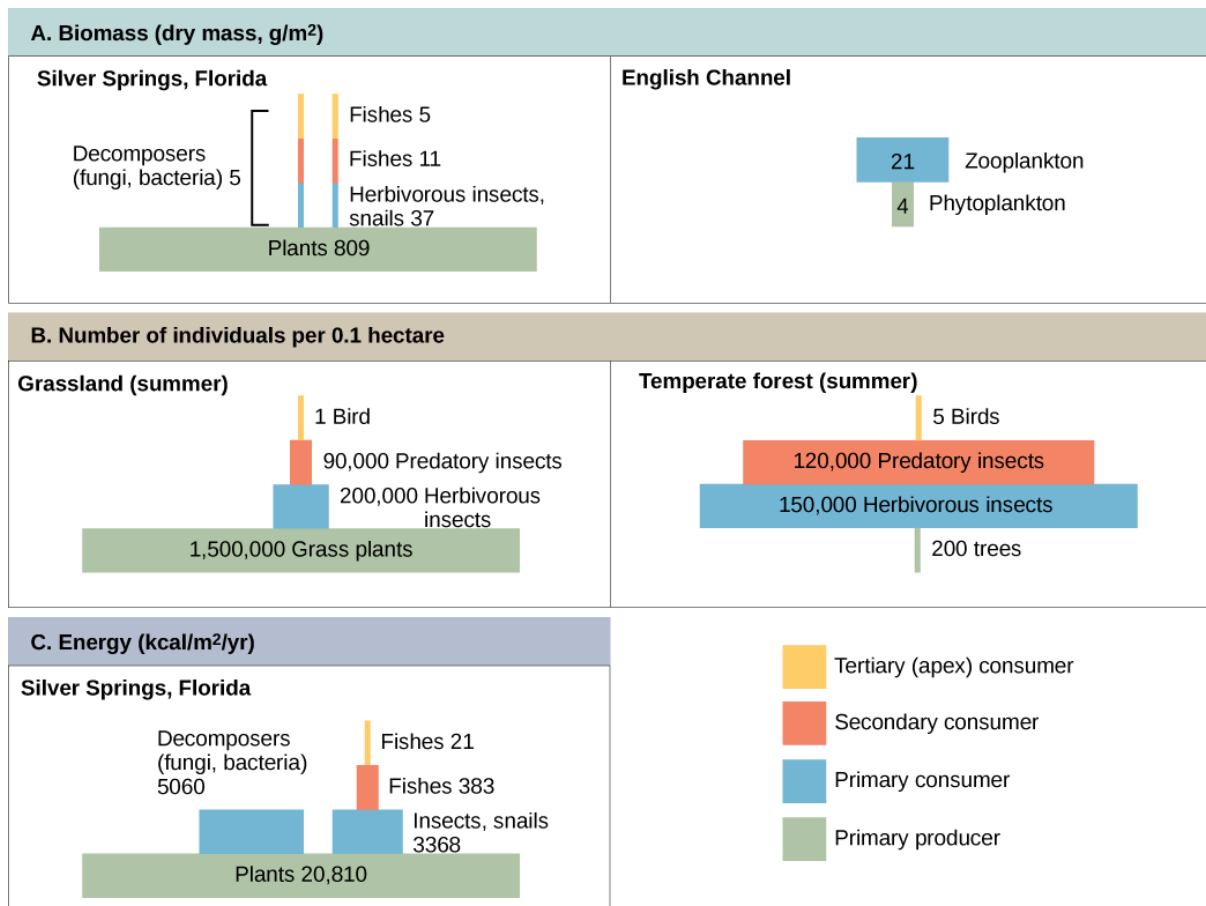 A. Biomass (dry mass, g/m²)
Silver Springs, Florida
Fishes 5
Fishes 11
Decomposers
(fungi, bacteria) 5
Herbivorous insects,
snails 37
Plants 809
English Channel
21
Zooplankton
4
Phytoplankton
B. Number of individuals per 0.1 hectare
Grassland (summer)
1 Bird
90,000 Predatory insects
200,000 Herbivorous
insects
1,500,000 Grass plants
Temperate forest (summer)
5 Birds
120,000 Predatory insects
150,000 Herbivorous insects
200 trees
C. Energy (kcal/m²/yr)
Silver Springs, Florida
Decomposers
(fungi, bacteria)
5060
Fishes 21
Fishes 383
Insects, snails
3368
Plants 20,810
Tertiary (apex) consumer
Secondary consumer
Primary consumer
Primary producer